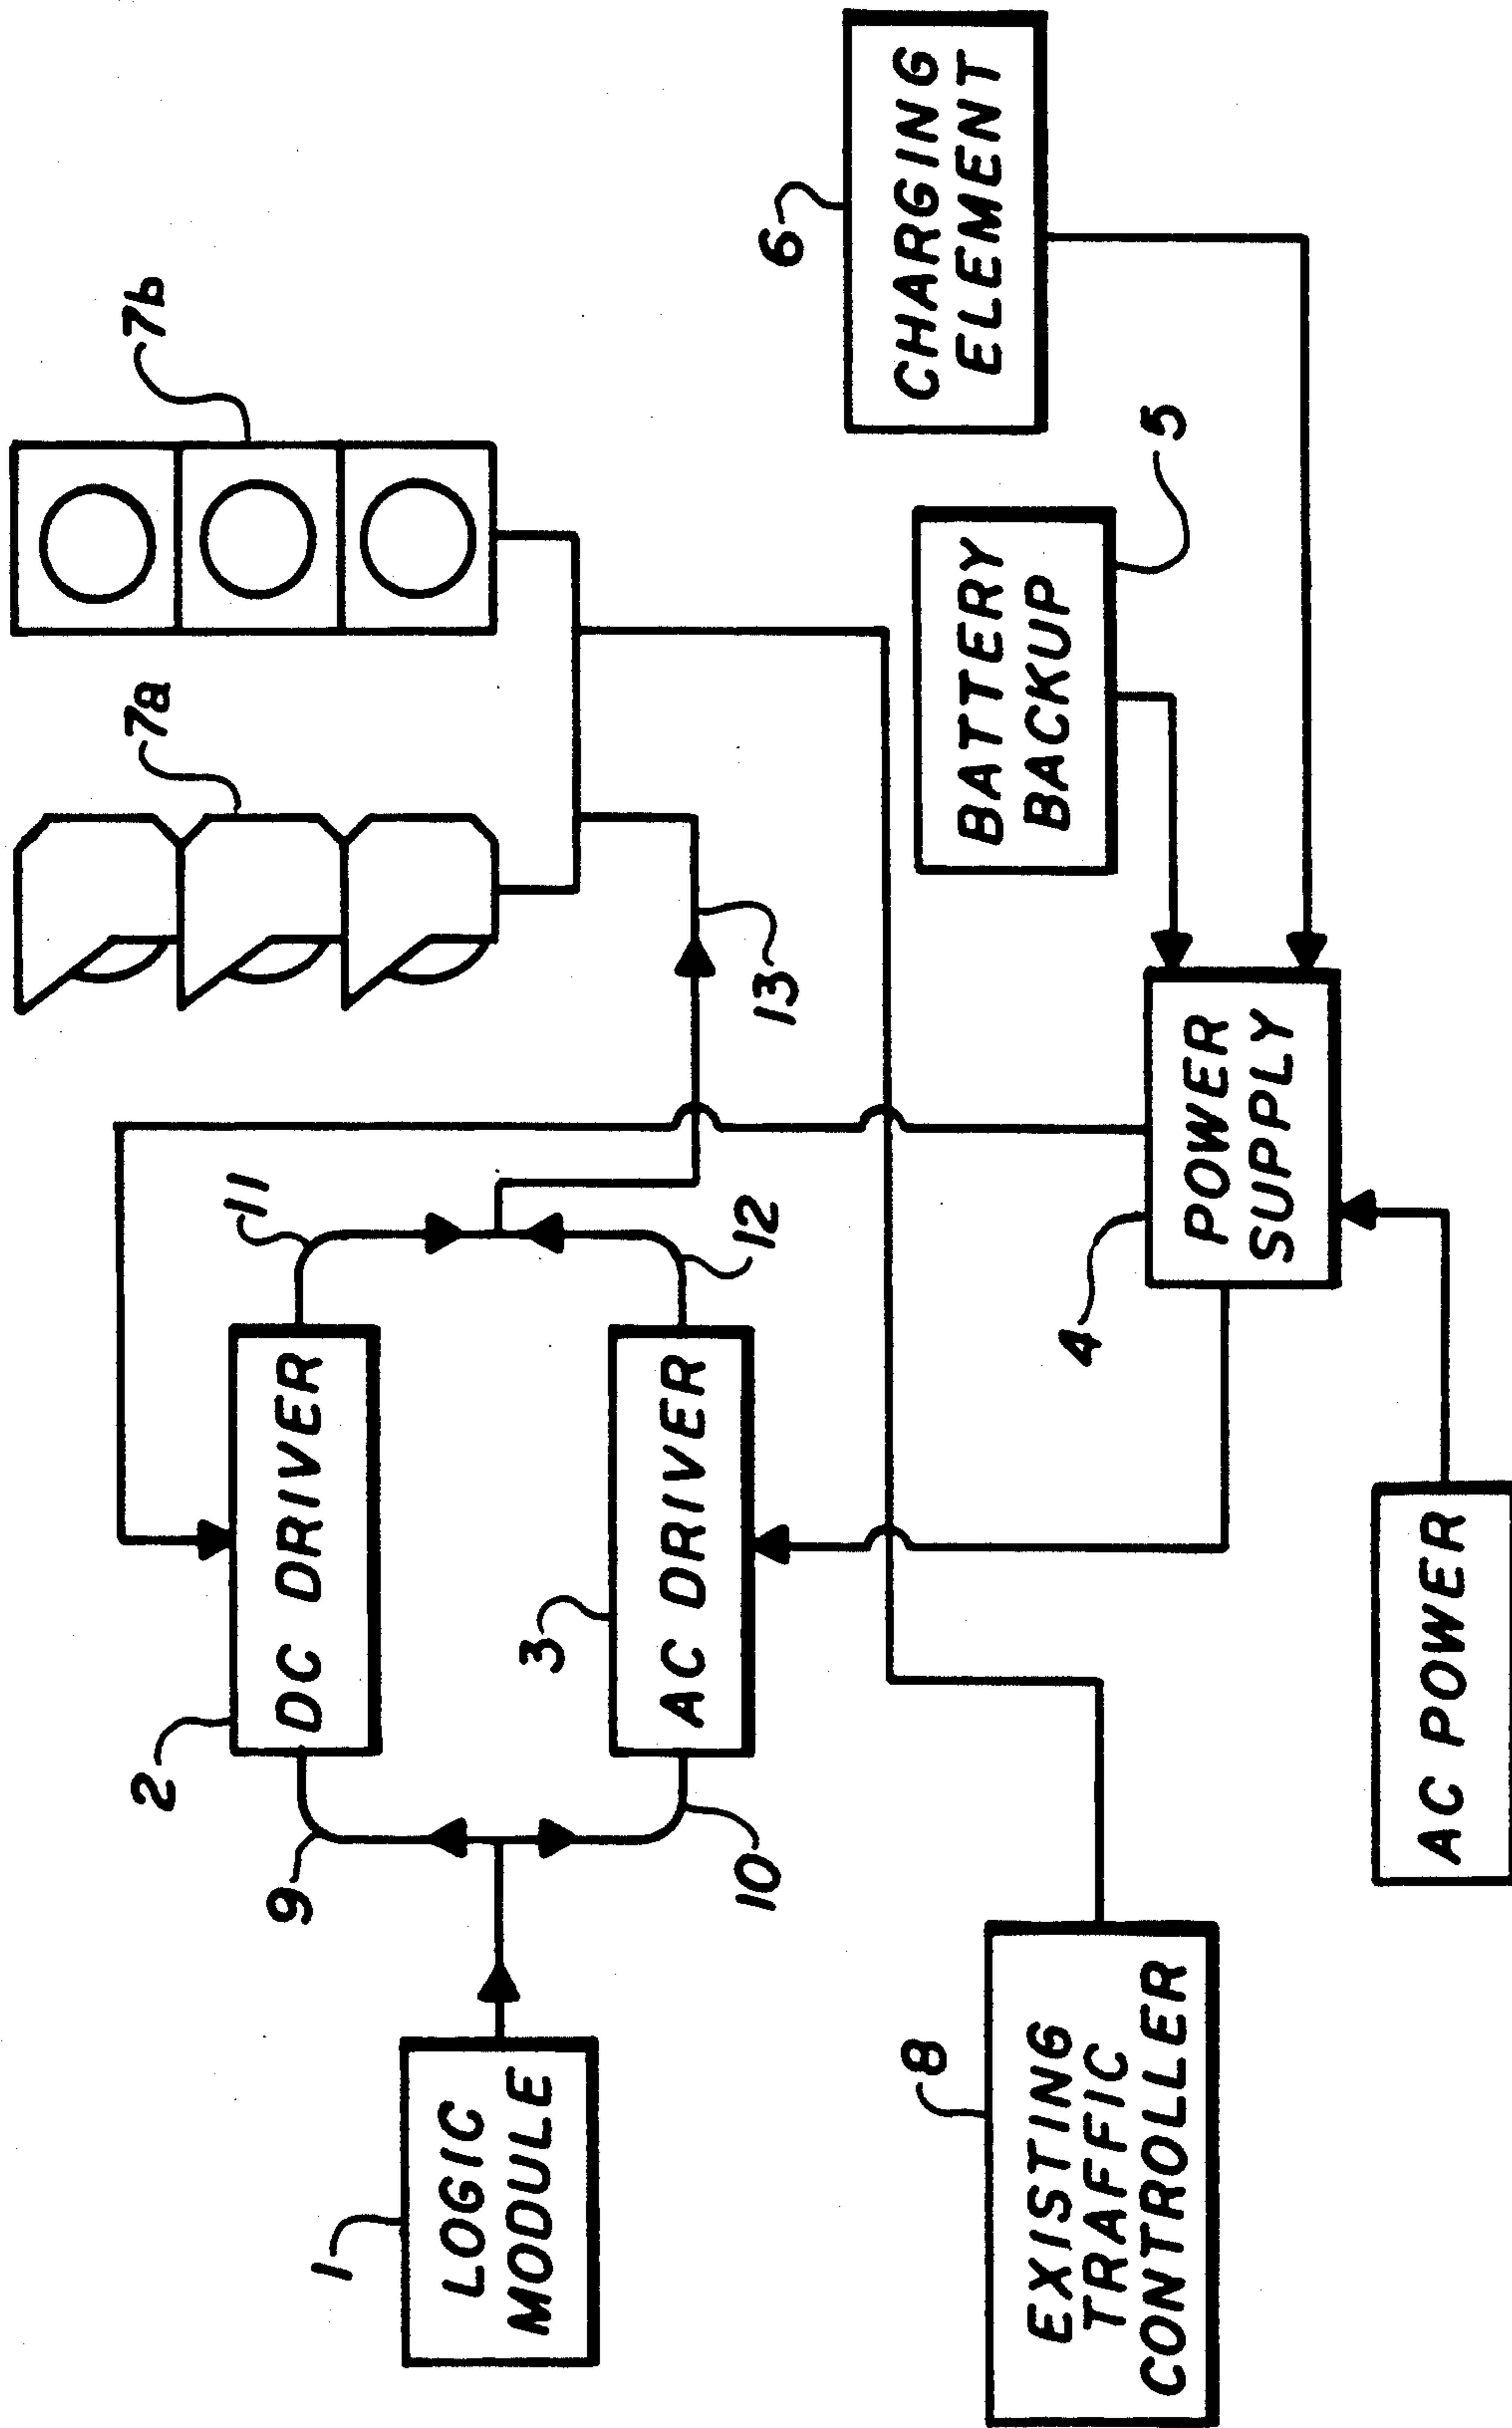 7a
7b
2
DC DRIVER
11
9
1
LOGIC
MODULE
3
AC DRIVER
10
12
13
6
CHARGING
ELEMENT
5
BATTERY
BACKUP
8
EXISTING
TRAFFIC
CONTROLLER
4
POWER
SUPPLY
AC POWER